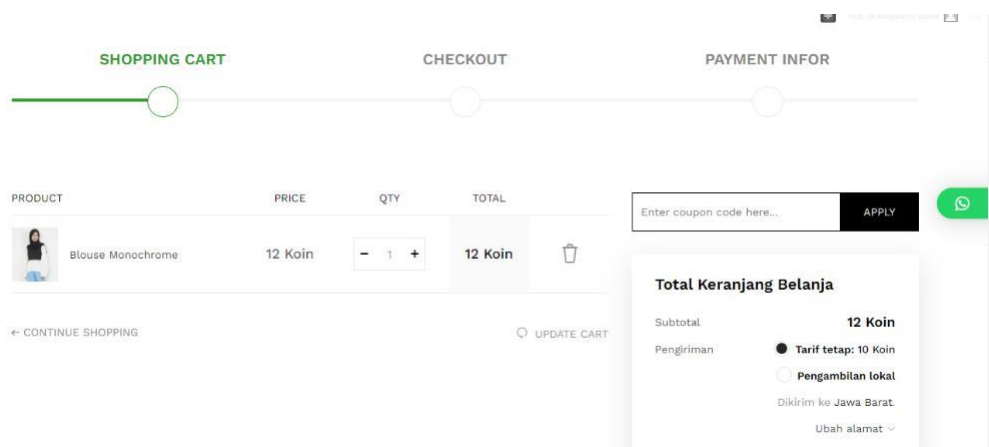 SHOPPING CART CHECKOUT PAYMENT INFOR
PRODUCT PRICE QTY TOTAL
Blouse Monochrome 12 Koin - 1 + 12 Koin
← CONTINUE SHOPPING UPDATE CART
Enter coupon code here... APPLY
Total Keranjang Belanja
Subtotal 12 Koin
Pengiriman Tarif tetap: 10 Koin
Pengambilan lokal
Dikirim ke Jawa Barat.
Ubah alamat